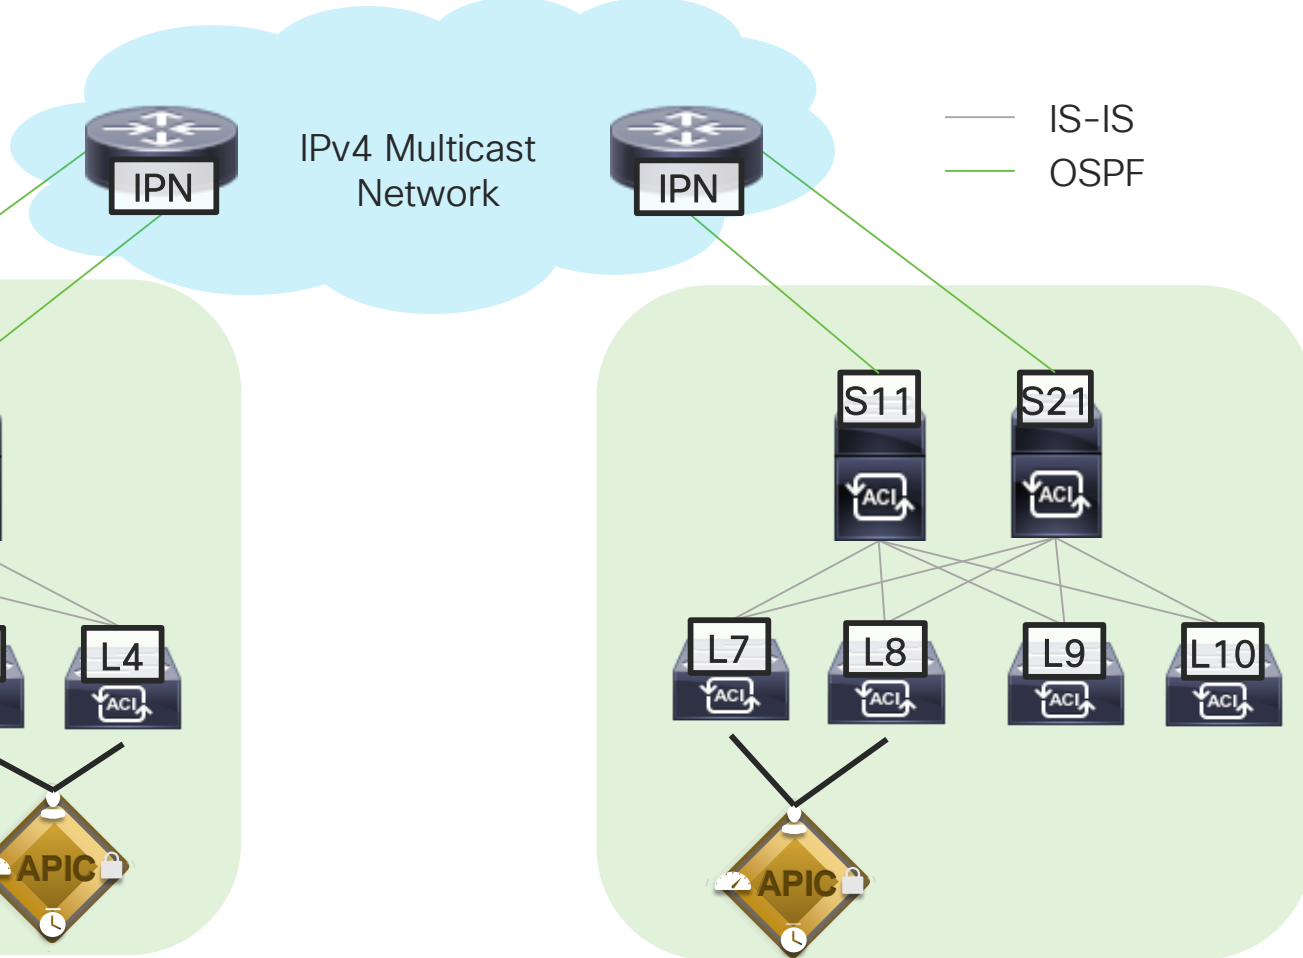 IPv4 Multicast
Network
IPN
IPN
IS-IS
OSPF
S11
S21
ACI
ACI
L4
L7
L8
L9
L10
ACI
ACI
ACI
ACI
ACI
APIC
APIC